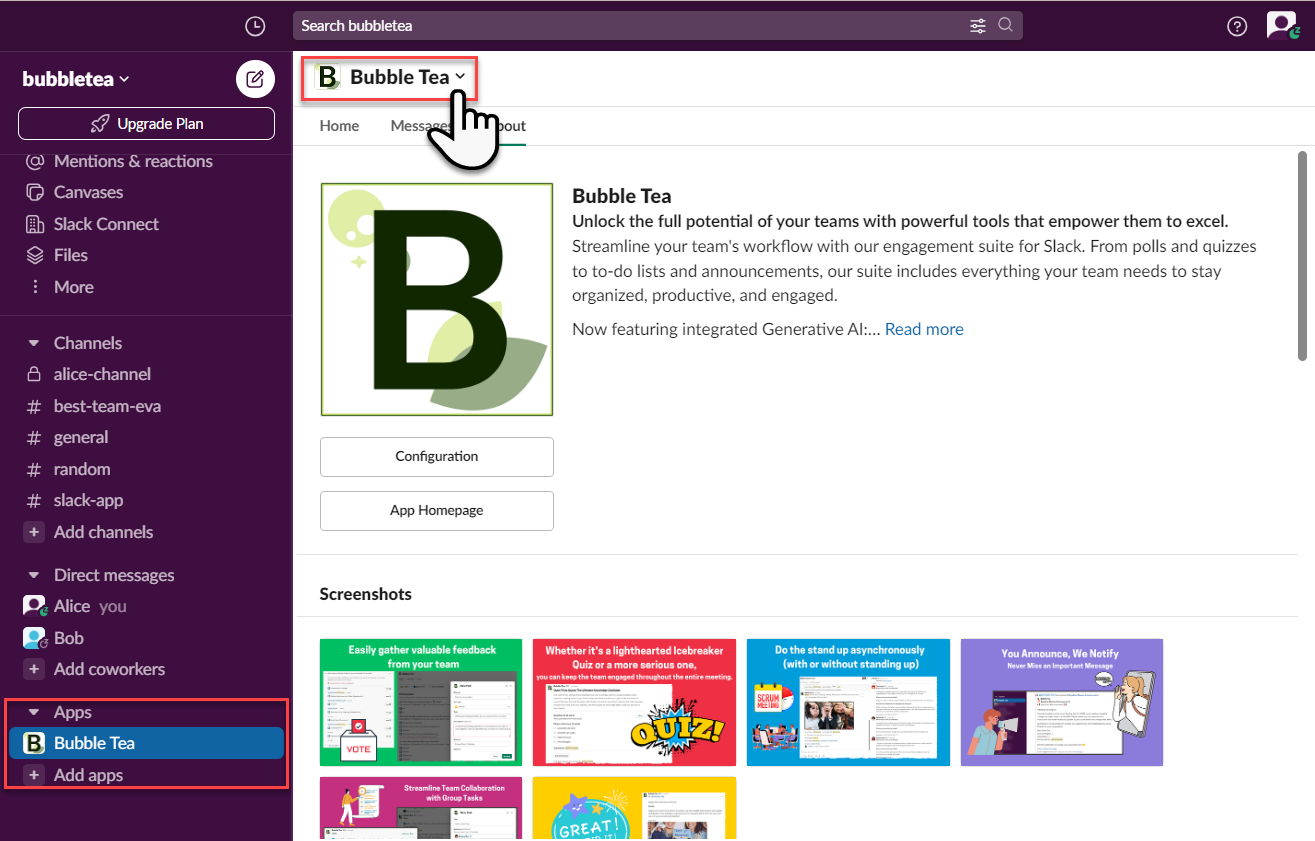 Search bubbletea
bubbletea
Upgrade Plan
Mentions & reactions
Canvases
Slack Connect
Files
More
Channels
alice-channel
best-team-eva
general
random
slack-app
Add channels
Direct messages
Alice you
Bob
Add coworkers
Apps
B Bubble Tea
Add apps
B Bubble Tea
Home Messages
B
Bubble Tea
Unlock the full potential of your teams with powerful tools that empower them to excel.
Streamline your team's workflow with our engagement suite for Slack. From polls and quizzes
to to-do lists and announcements, our suite includes everything your team needs to stay
organized, productive, and engaged.
Now featuring integrated Generative AI:... Read more
Configuration
App Homepage
Screenshots
Easily gather valuable feedback
from your team
VOTE
Whether it's a lighthearted Icebreaker
Quiz or a more serious one,
you can keep the team engaged throughout the entire meeting.
QUIZ!
Do the stand up asynchronously
(with or without standing up)
SCRUM
MEETING
You Announce, We Notify
Never Miss an Important Message
Streamline Team Collaboration
with Group Tasks
GREAT!